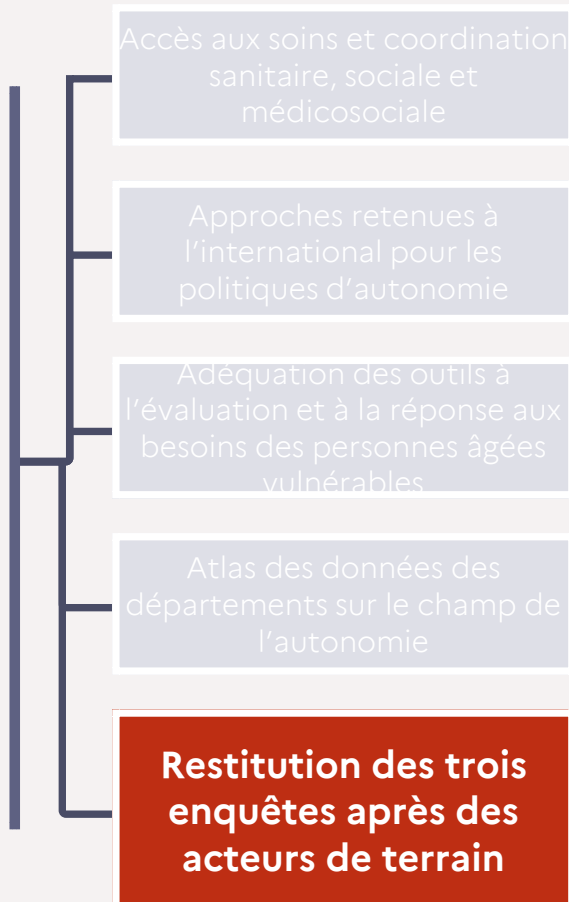 Accès aux soins et coordination
sanitaire, sociale et
médicosociale
Approches retenues à
l’international pour les
politiques d’autonomie
Adéquation des outils à
l’évaluation et à la réponse aux
besoins des personnes âgées
vulnérables
Atlas des données des
départements sur le champ de
l’autonomie
Restitution des trois
enquêtes après des
acteurs de terrain